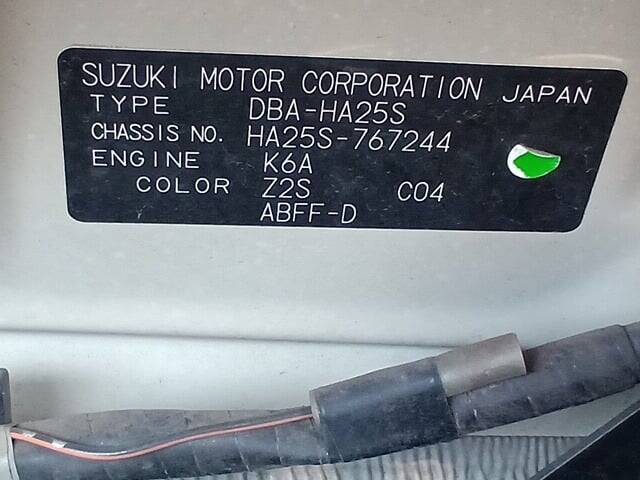 SUZUKI MOTOR CORPORATION JAPAN
TYPE DBA-HA25S
CHASSIS NO. HA25S-767244
ENGINE K6A
COLOR Z2S C04
ABFF-D